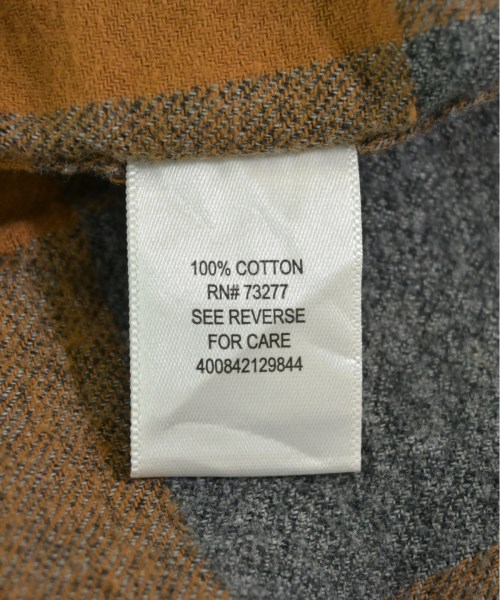 100% COTTON
RN# 73277
SEE REVERSE
FOR CARE
400842129844